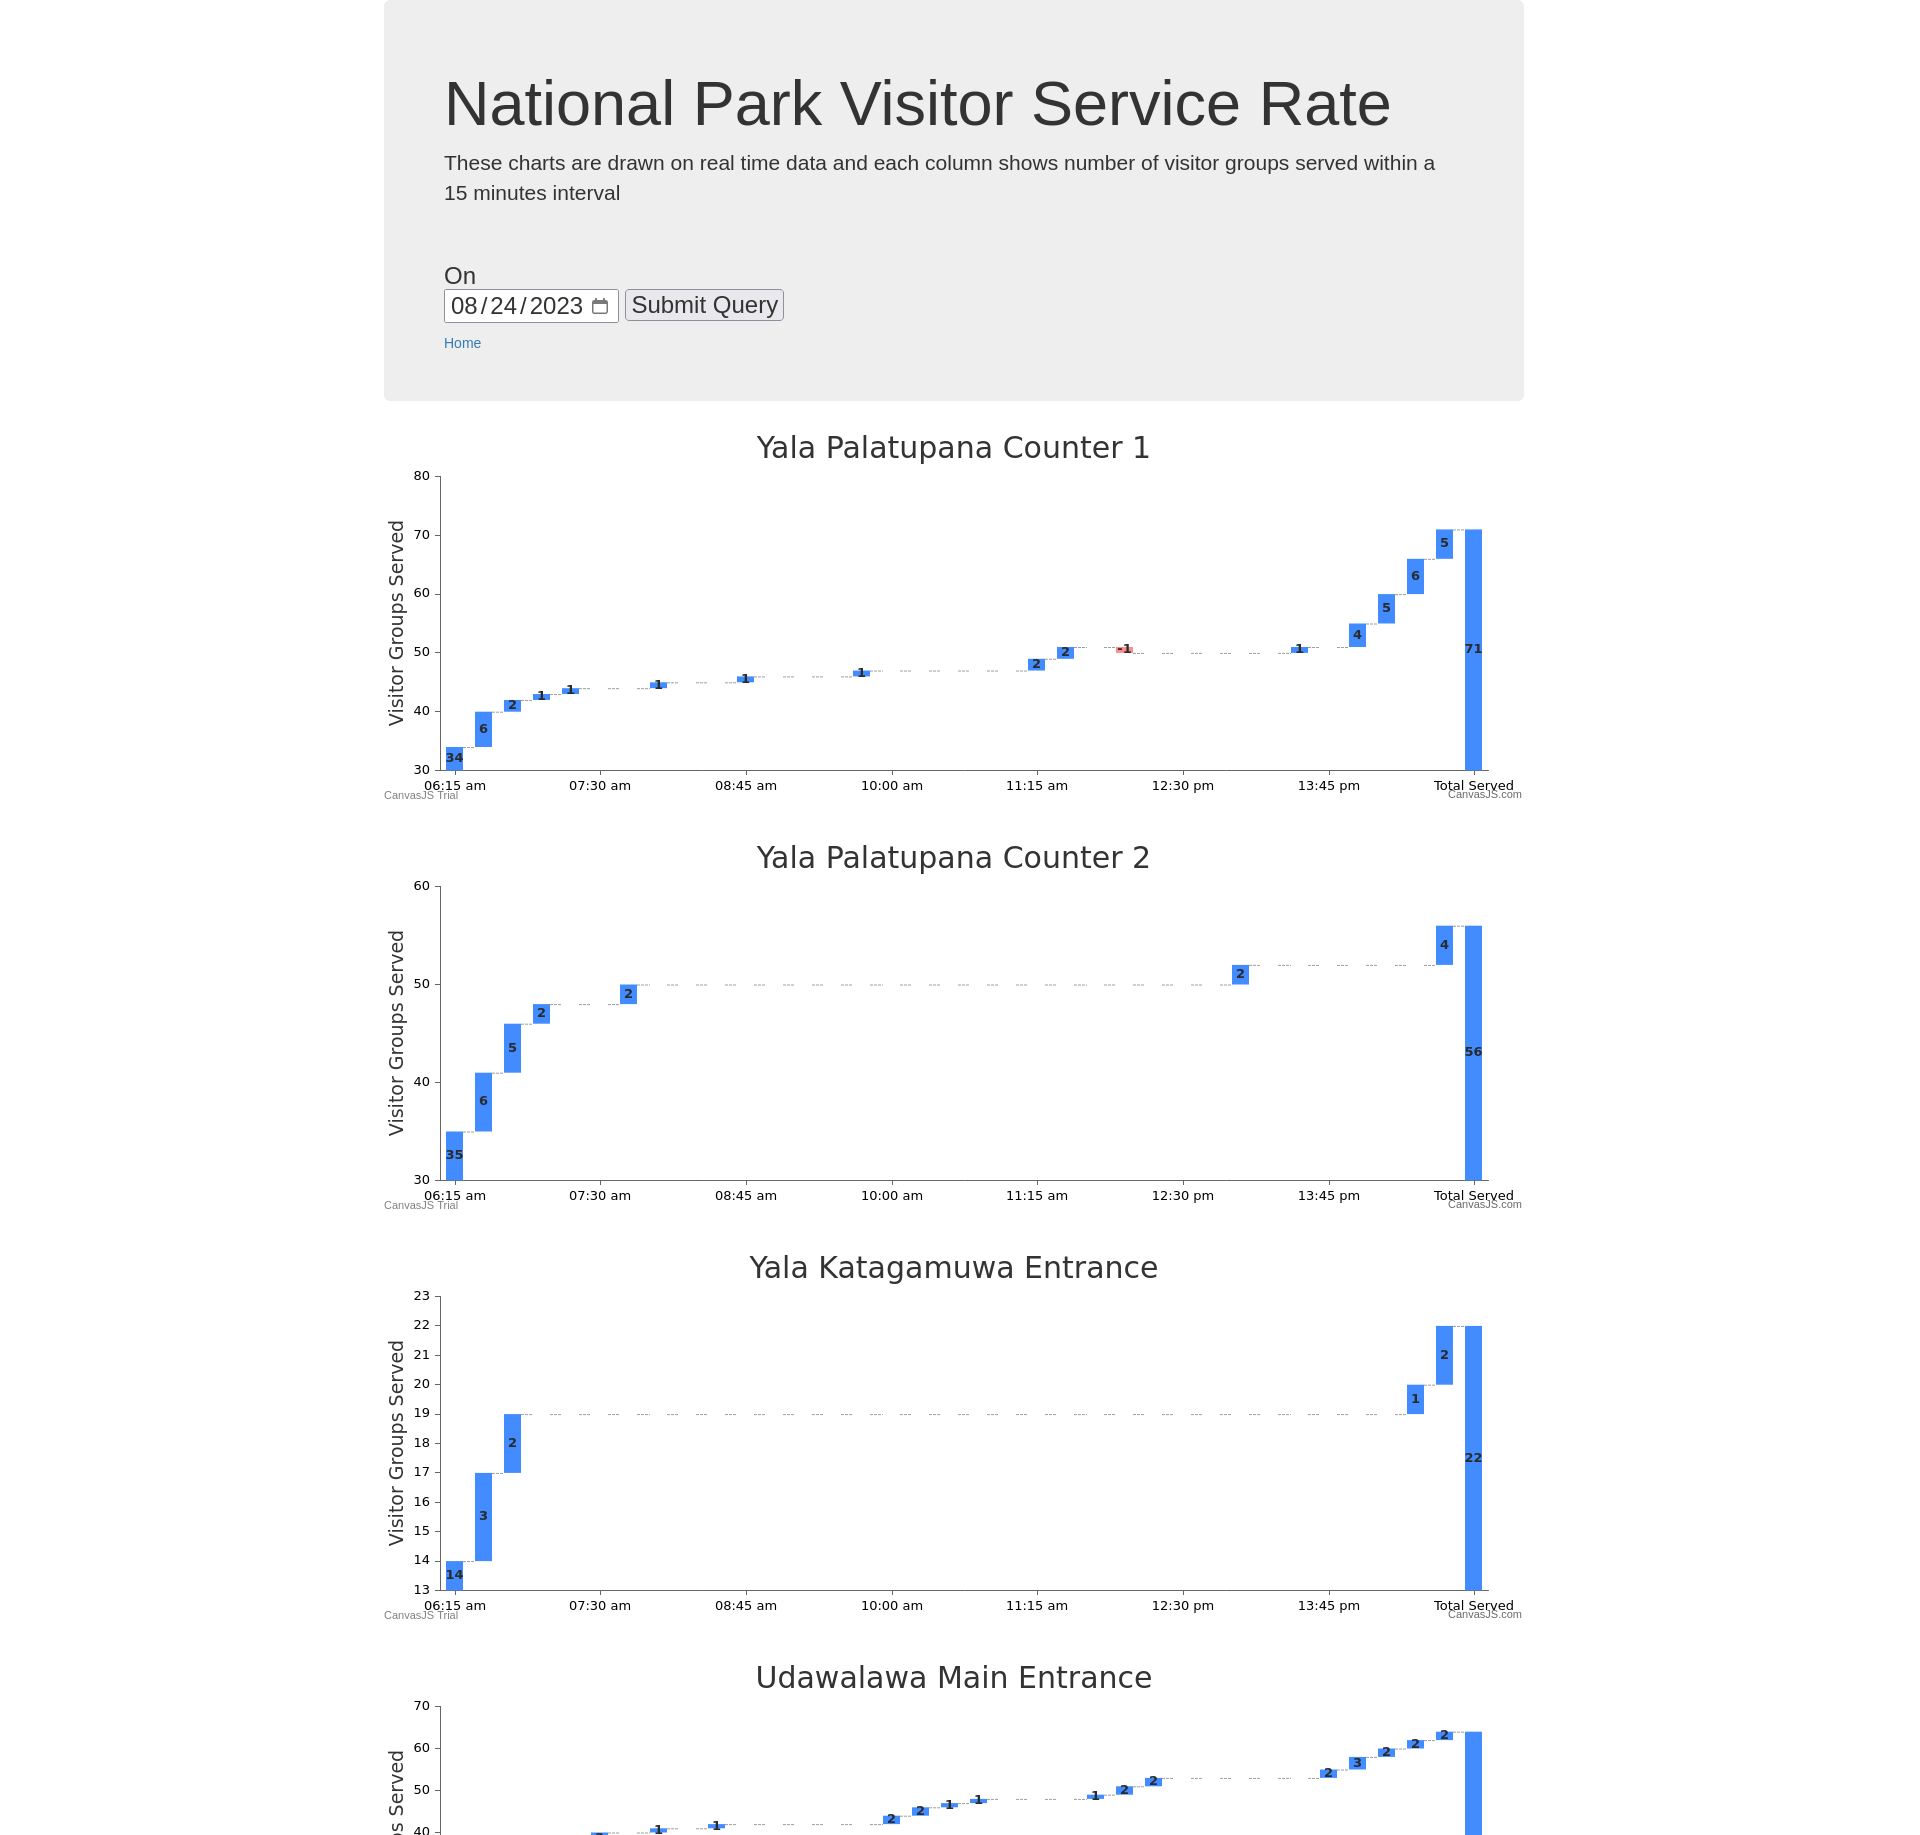 National Park Visitor Service Rate
These charts are drawn on real time data and each column shows number of visitor groups served within a
15 minutes interval
On
08/24/2023 Submit Query
Home
Yala Palatupana Counter 1
Visitor Groups Served
80
70
60
50
40
30
34 6 2 1 1 1 1 1 2 2 -1 1 4 5 6 5 71
06:15 am 07:30 am 08:45 am 10:00 am 11:15 am 12:30 pm 13:45 pm Total Served
CanvasJS Trial CanvasJS.com
Yala Palatupana Counter 2
Visitor Groups Served
60
50
40
30
35 6 5 2 2 2 4 56
06:15 am 07:30 am 08:45 am 10:00 am 11:15 am 12:30 pm 13:45 pm Total Served
CanvasJS Trial CanvasJS.com
Yala Katagamuwa Entrance
Visitor Groups Served
23
22
21
20
19
18
17
16
15
14
13
14 3 2 1 2 22
06:15 am 07:30 am 08:45 am 10:00 am 11:15 am 12:30 pm 13:45 pm Total Served
CanvasJS Trial CanvasJS.com
Udawalawa Main Entrance
Served
70
60
50
40
1 1 2 2 1 1 1 2 2 2 3 2 2 2